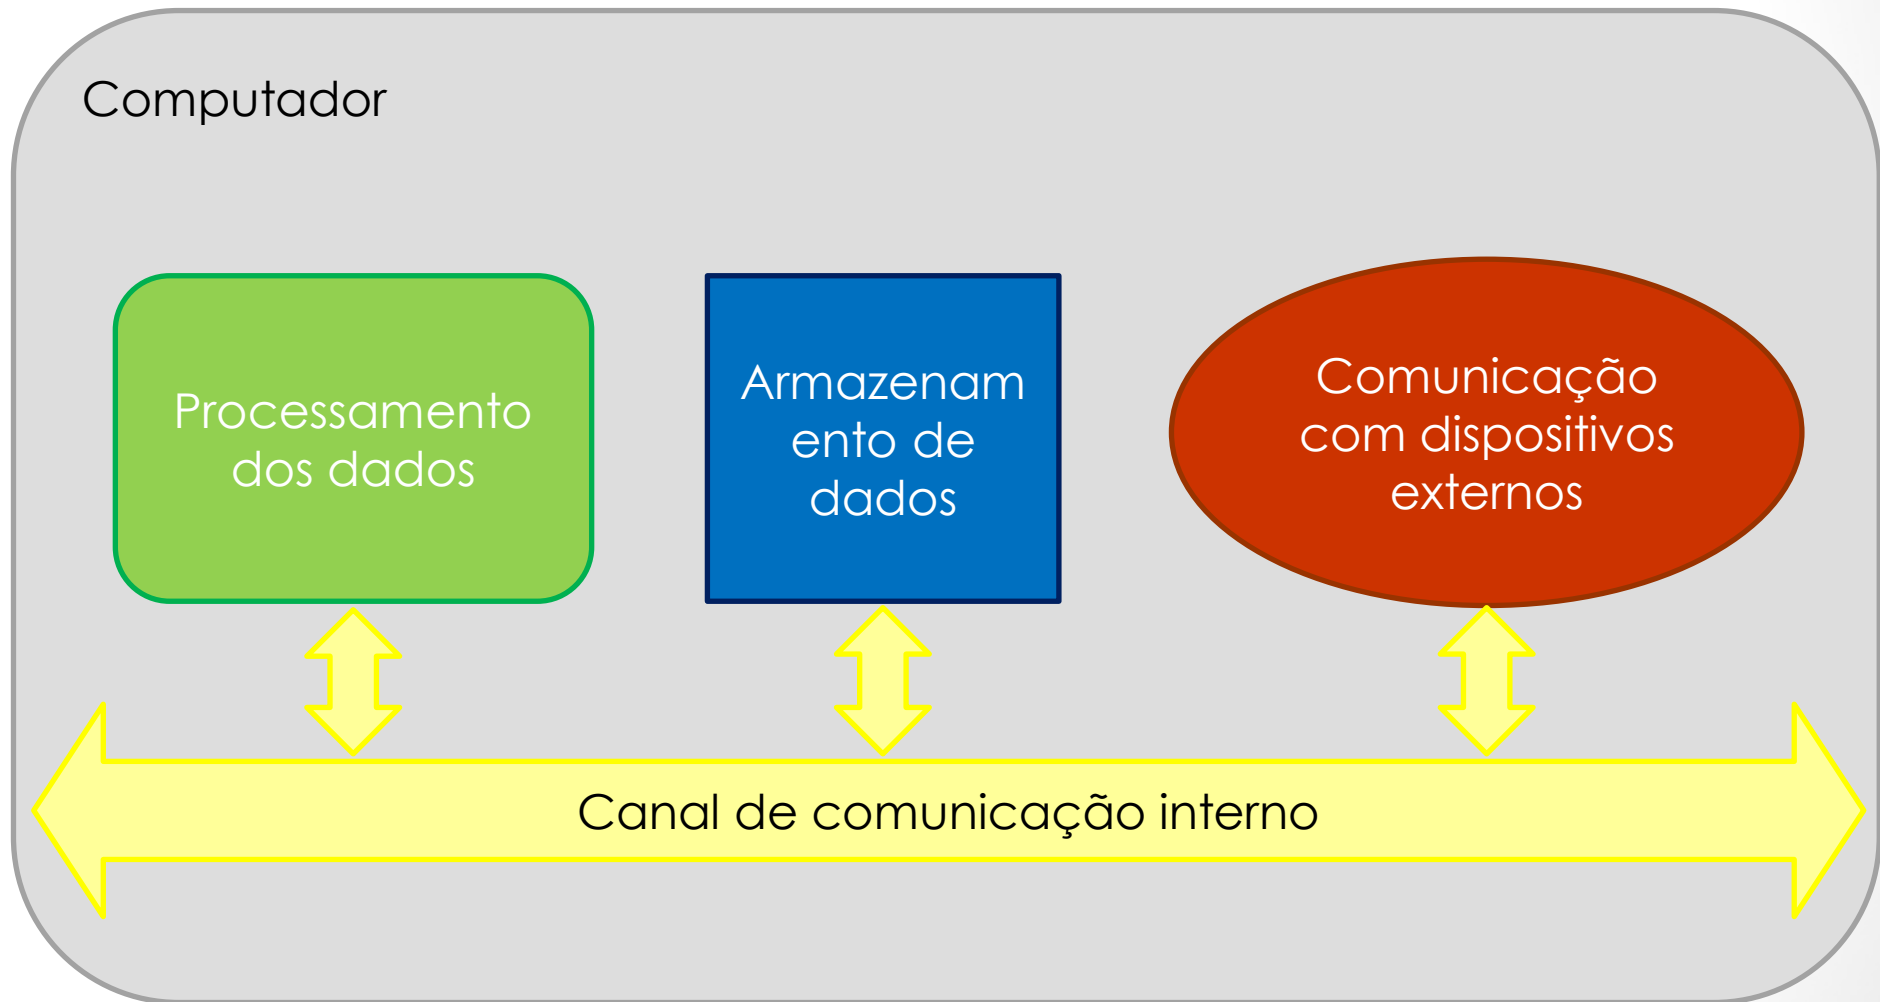 Computador
Processamento
dos dados
Armazenam
ento de
dados
Comunicação
com dispositivos
externos
Canal de comunicação interno